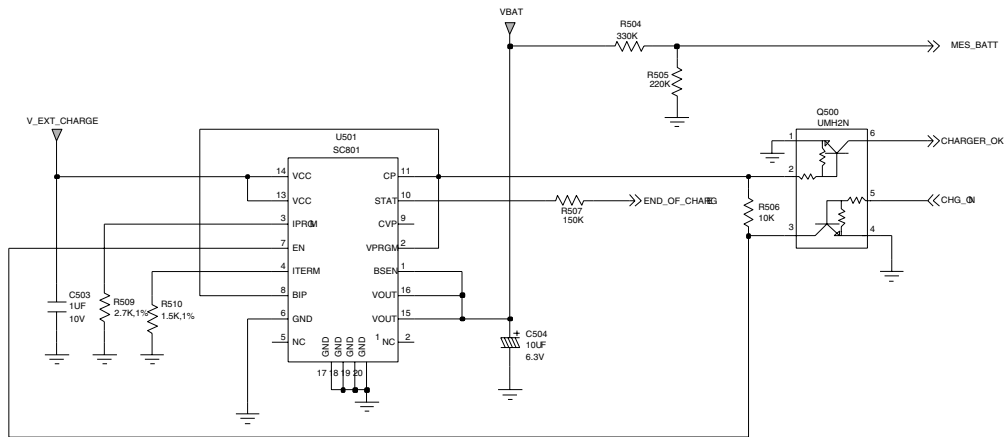 VBAT
R504
330K
MES_BATT
R505
220K
Q500
UMH2N
V_EXT_CHARGE
U501
SC801
1
6
CHARGER_OK
14 VCC
CP 11
2
13 VCC
STAT 10
R507
150K
END_OF_CHARG
R506
10K
5
CHG_ON
3 IPRGM
CVP 9
7 EN
VPRGM 2
3
4
4 ITERM
BSEN 1
C503
1UF
10V
R509
2.7K,1%
R510
1.5K,1%
8 BIP
VOUT 16
6 GND
VOUT 15
5 NC
1 NC 2
C504
10UF
6.3V
+
GND
GND
GND
GND
17 18 19 20